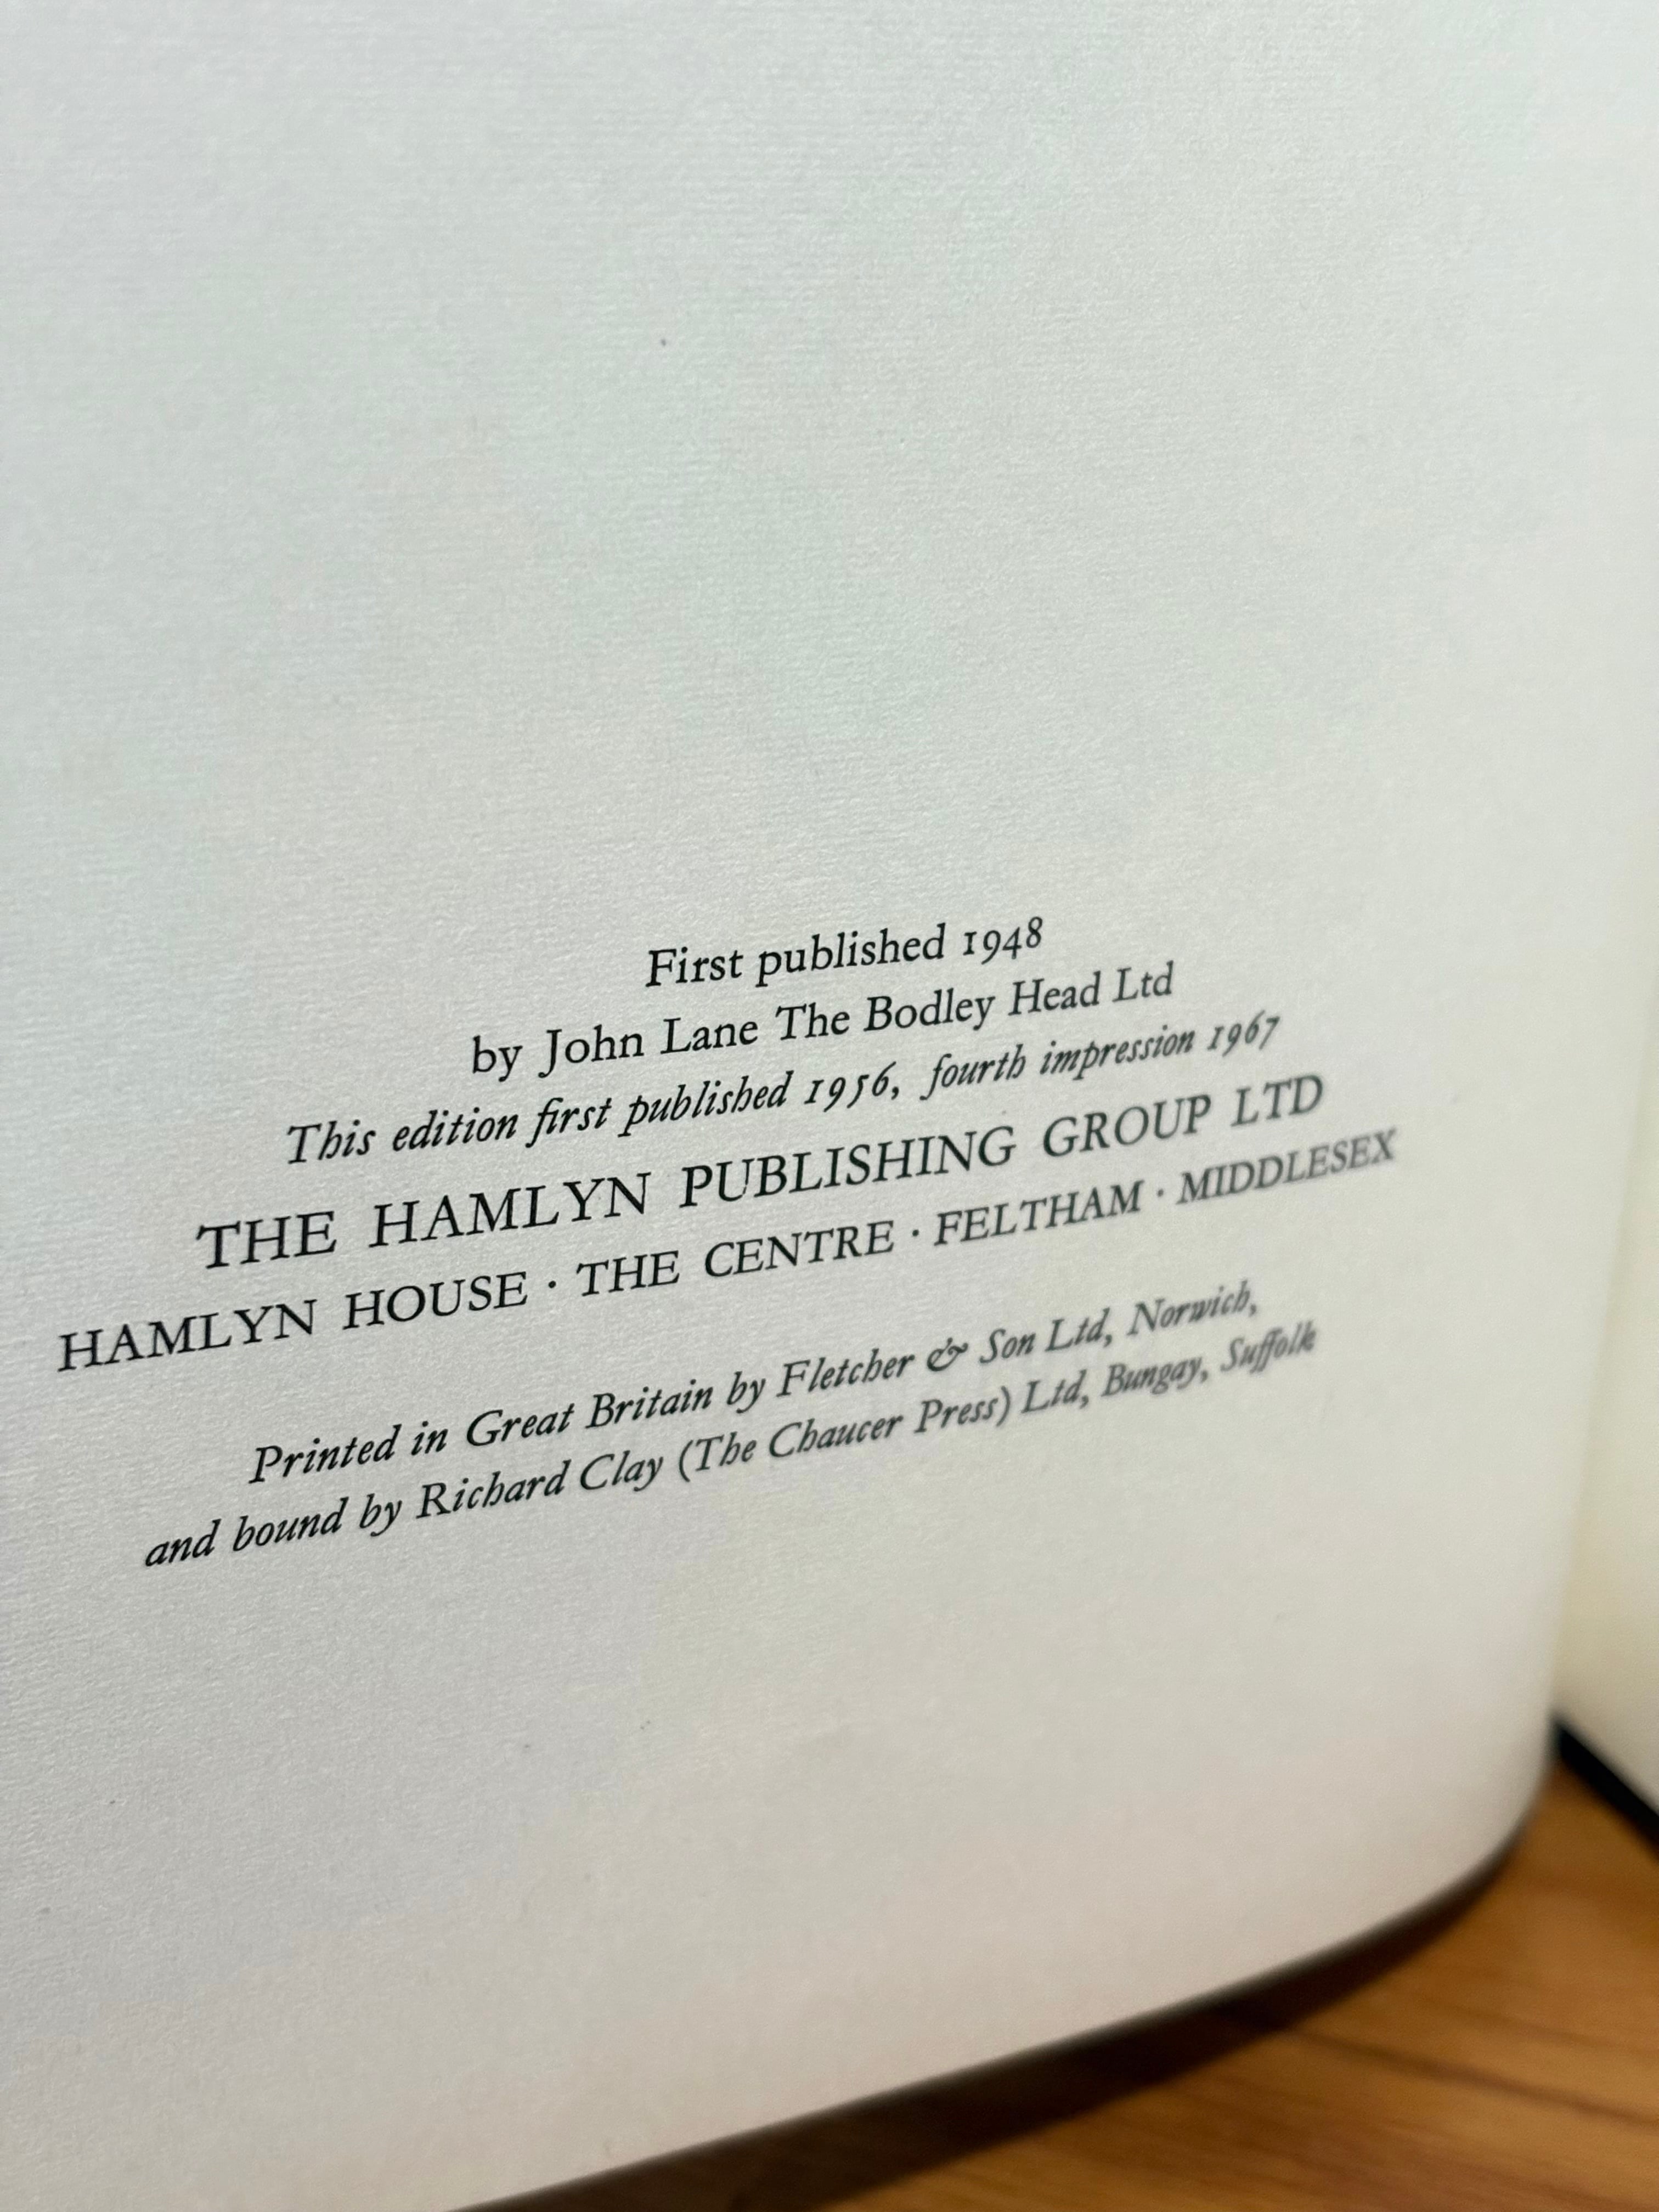 First published 1948
by John Lane The Bodley Head Ltd
This edition first published 1956, fourth impression 1967
THE HAMLYN PUBLISHING GROUP LTD
HAMLYN HOUSE · THE CENTRE · FELTHAM · MIDDLESEX
Printed in Great Britain by Fletcher & Son Ltd, Norwich,
and bound by Richard Clay (The Chaucer Press) Ltd, Bungay, Suffolk